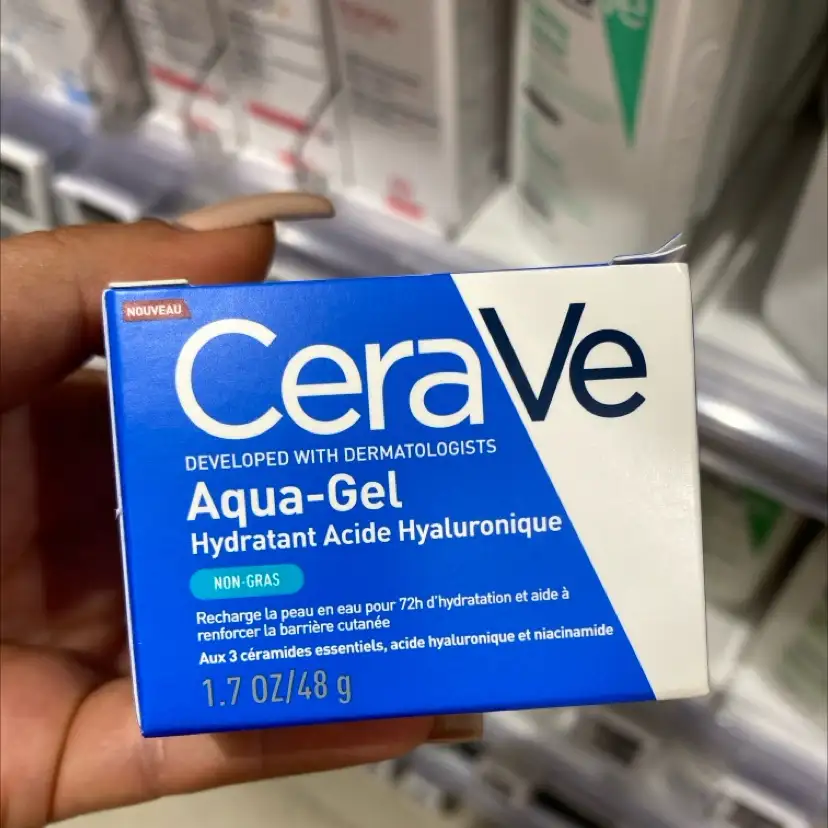 NOUVEAU
CeraVe
DEVELOPED WITH DERMATOLOGISTS
Aqua-Gel
Hydratant Acide Hyaluronique
NON-GRAS
Recharge la peau en eau pour 72h d'hydratation et aide à
renforcer la barrière cutanée
Aux 3 céramides essentiels, acide hyaluronique et niacinamide
1.7 OZ/48 g